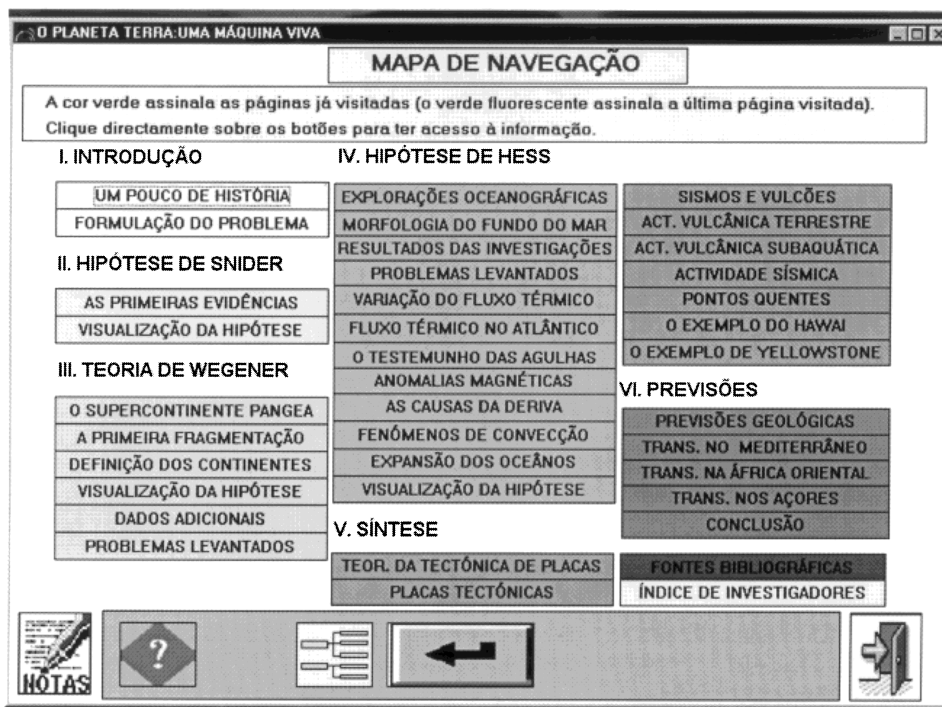 O PLANETA TERRA:UMA MÁQUINA VIVA
MAPA DE NAVEGAÇÃO
A cor verde assinala as páginas já visitadas (o verde fluorescente assinala a última página visitada).
Clique directamente sobre os botões para ter acesso à informação.
I. INTRODUÇÃO
UM POUCO DE HISTÓRIA
FORMULAÇÃO DO PROBLEMA
II. HIPÓTESE DE SNIDER
AS PRIMEIRAS EVIDÊNCIAS
VISUALIZAÇÃO DA HIPÓTESE
III. TEORIA DE WEGENER
O SUPERCONTINENTE PANGEA
A PRIMEIRA FRAGMENTAÇÃO
DEFINIÇÃO DOS CONTINENTES
VISUALIZAÇÃO DA HIPÓTESE
DADOS ADICIONAIS
PROBLEMAS LEVANTADOS
IV. HIPÓTESE DE HESS
EXPLORAÇÕES OCEANOGRÁFICAS
MORFOLOGIA DO FUNDO DO MAR
RESULTADOS DAS INVESTIGAÇÕES
PROBLEMAS LEVANTADOS
VARIAÇÃO DO FLUXO TÉRMICO
FLUXO TÉRMICO NO ATLÂNTICO
O TESTEMUNHO DAS AGULHAS
ANOMALIAS MAGNÉTICAS
AS CAUSAS DA DERIVA
FENÓMENOS DE CONVECÇÃO
EXPANSÃO DOS OCEÂNOS
VISUALIZAÇÃO DA HIPÓTESE
V. SÍNTESE
TEOR. DA TECTÓNICA DE PLACAS
PLACAS TECTÓNICAS
SISMOS E VULCÕES
ACT. VULCÂNICA TERRESTRE
ACT. VULCÂNICA SUBAQUÁTICA
ACTIVIDADE SÍSMICA
PONTOS QUENTES
O EXEMPLO DO HAWAI
O EXEMPLO DE YELLOWSTONE
VI. PREVISÕES
PREVISÕES GEOLÓGICAS
TRANS. NO MEDITERRÂNEO
TRANS. NA ÁFRICA ORIENTAL
TRANS. NOS AÇORES
CONCLUSÃO
FONTES BIBLIOGRÁFICAS
ÍNDICE DE INVESTIGADORES
NOTAS
?